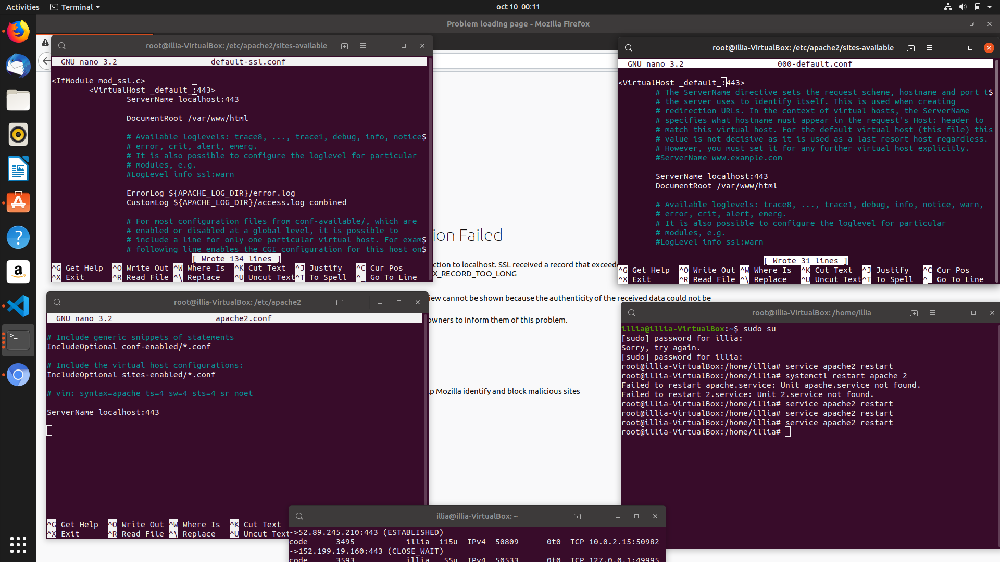 Activities
Terminal
oct 10 00:11
Problem loading page - Mozilla Firefox
root@illia-VirtualBox: /etc/apache2/sites-available
GNU nano 3.2 default-ssl.conf
<IfModule mod_ssl.c>
<VirtualHost _default_:443>
ServerName localhost:443
DocumentRoot /var/www/html
# Available loglevels: trace8, ..., trace1, debug, info, notice$
# error, crit, alert, emerg.
# It is also possible to configure the loglevel for particular
# modules, e.g.
#LogLevel info ssl:warn
ErrorLog ${APACHE_LOG_DIR}/error.log
CustomLog ${APACHE_LOG_DIR}/access.log combined
# For most configuration files from conf-available/, which are
# enabled or disabled at a global level, it is possible to
# include a line for only one particular virtual host. For exam$
# following line enables the CGI configuration for this host on$
[ Wrote 134 lines ]
^G Get Help ^O Write Out ^W Where Is ^K Cut Text ^J Justify ^C Cur Pos
^X Exit ^R Read File ^\ Replace ^U Uncut Text ^T To Spell ^_ Go To Line
root@illia-VirtualBox: /etc/apache2/sites-available
GNU nano 3.2 000-default.conf
<VirtualHost _default_:443>
# The ServerName directive sets the request scheme, hostname and port t$
# the server uses to identify itself. This is used when creating
# redirection URLs. In the context of virtual hosts, the ServerName
# specifies what hostname must appear in the request's Host: header to
# match this virtual host. For the default virtual host (this file) this
# value is not decisive as it is used as a last resort host regardless.
# However, you must set it for any further virtual host explicitly.
#ServerName www.example.com
ServerName localhost:443
DocumentRoot /var/www/html
# Available loglevels: trace8, ..., trace1, debug, info, notice, warn,
# error, crit, alert, emerg.
# It is also possible to configure the loglevel for particular
# modules, e.g.
#LogLevel info ssl:warn
[ Wrote 31 lines ]
^G Get Help ^O Write Out ^W Where Is ^K Cut Text ^J Justify ^C Cur Pos
^X Exit ^R Read File ^\ Replace ^U Uncut Text ^T To Spell ^_ Go To Line
ion Failed
ction to localhost. SSL received a record that exceed
X_RECORD_TOO_LONG
iew cannot be shown because the authenticity of the received data could not be
owners to inform them of this problem.
lp Mozilla identify and block malicious sites
root@illia-VirtualBox: /etc/apache2
GNU nano 3.2 apache2.conf
# Include generic snippets of statements
IncludeOptional conf-enabled/*.conf
# Include the virtual host configurations:
IncludeOptional sites-enabled/*.conf
# vim: syntax=apache ts=4 sw=4 sts=4 sr noet
ServerName localhost:443
^G Get Help ^O Write Out ^W Where Is ^K Cut Text
^X Exit ^R Read File ^\ Replace ^U Uncut Text
root@illia-VirtualBox: /home/illia
illia@illia-VirtualBox:~$ sudo su
[sudo] password for illia:
Sorry, try again.
[sudo] password for illia:
root@illia-VirtualBox:/home/illia# service apache2 restart
root@illia-VirtualBox:/home/illia# systemctl restart apache 2
Failed to restart apache.service: Unit apache.service not found.
Failed to restart 2.service: Unit 2.service not found.
root@illia-VirtualBox:/home/illia# service apache2 restart
root@illia-VirtualBox:/home/illia# service apache2 restart
root@illia-VirtualBox:/home/illia# service apache2 restart
root@illia-VirtualBox:/home/illia#
illia@illia-VirtualBox: ~
->52.89.245.210:443 (ESTABLISHED)
code 3495 illia 115u IPv4 50809 0t0 TCP 10.0.2.15:50982
->152.199.19.160:443 (CLOSE_WAIT)
code 3593 illia 55u IPv4 50533 0t0 TCP 127.0.0.1:49995